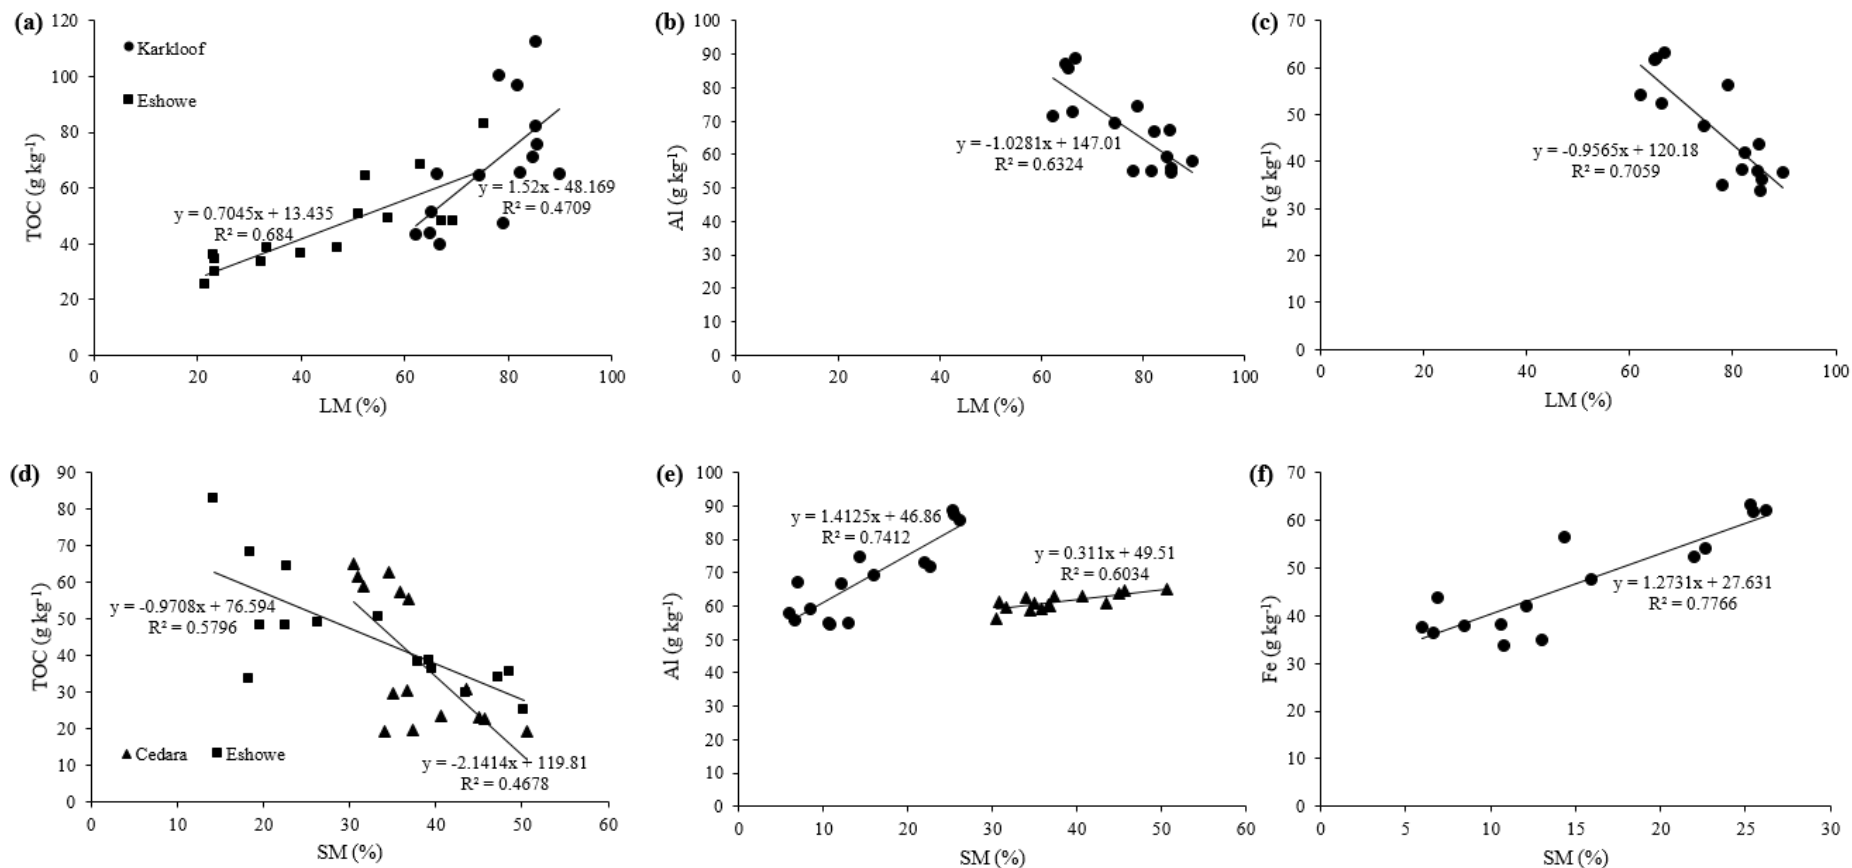 (a)
120
100
80
60
40
20
0
TOC (g kg⁻¹)
Karkloof
Eshowe
y = 0.7045x + 13.435
R² = 0.684
y = 1.52x - 48.169
R² = 0.4709
0 20 40 60 80 100
LM (%)
(b)
100
90
80
70
60
50
40
30
20
10
0
Al (g kg⁻¹)
y = -1.0281x + 147.01
R² = 0.6324
0 20 40 60 80 100
LM (%)
(c)
70
60
50
40
30
20
10
0
Fe (g kg⁻¹)
y = -0.9565x + 120.18
R² = 0.7059
0 20 40 60 80 100
LM (%)
(d)
90
80
70
60
50
40
30
20
10
0
TOC (g kg⁻¹)
y = -0.9708x + 76.594
R² = 0.5796
Cedara Eshowe
y = -2.1414x + 119.81
R² = 0.4678
0 10 20 30 40 50 60
SM (%)
(e)
100
90
80
70
60
50
40
30
20
10
0
Al (g kg⁻¹)
y = 1.4125x + 46.86
R² = 0.7412
y = 0.311x + 49.51
R² = 0.6034
0 10 20 30 40 50 60
SM (%)
(f)
70
60
50
40
30
20
10
0
Fe (g kg⁻¹)
y = 1.2731x + 27.631
R² = 0.7766
0 5 10 15 20 25 30
SM (%)